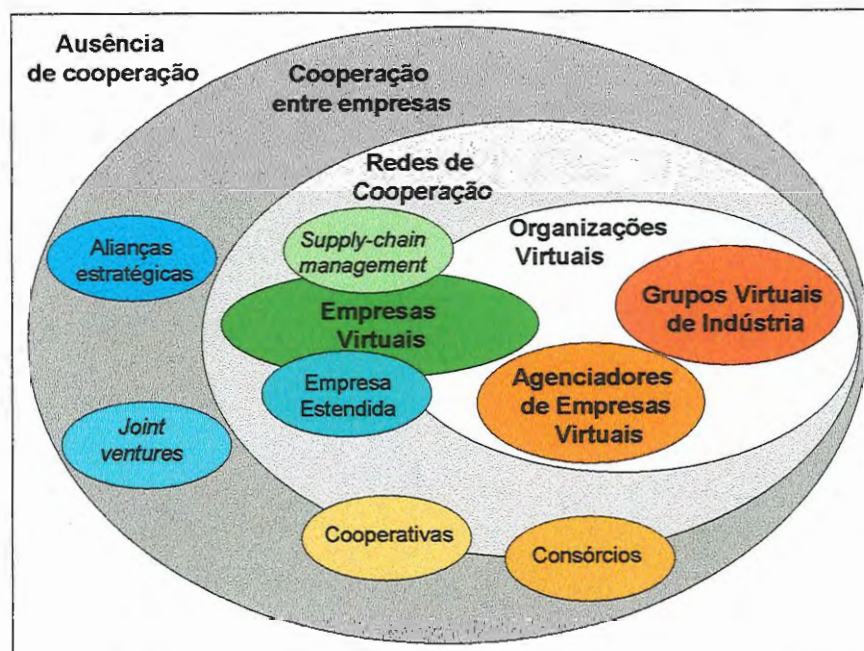 Ausência
de cooperação
Cooperação
entre empresas
Redes de
Cooperação
Organizações
Virtuais
Supply-chain
management
Alianças
estratégicas
Grupos Virtuais
de Indústria
Empresas
Virtuais
Empresa
Estendida
Agenciadores
de Empresas
Virtuais
Joint
ventures
Cooperativas
Consórcios